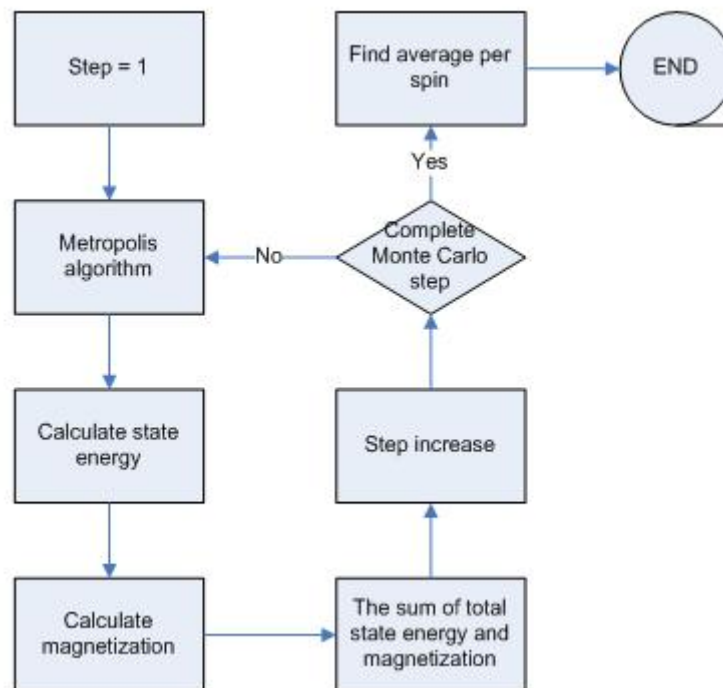 Step = 1
Metropolis
algorithm
Calculate state
energy
Calculate
magnetization
The sum of total
state energy and
magnetization
Step increase
Complete
Monte Carlo
step
No
Yes
Find average per
spin
END